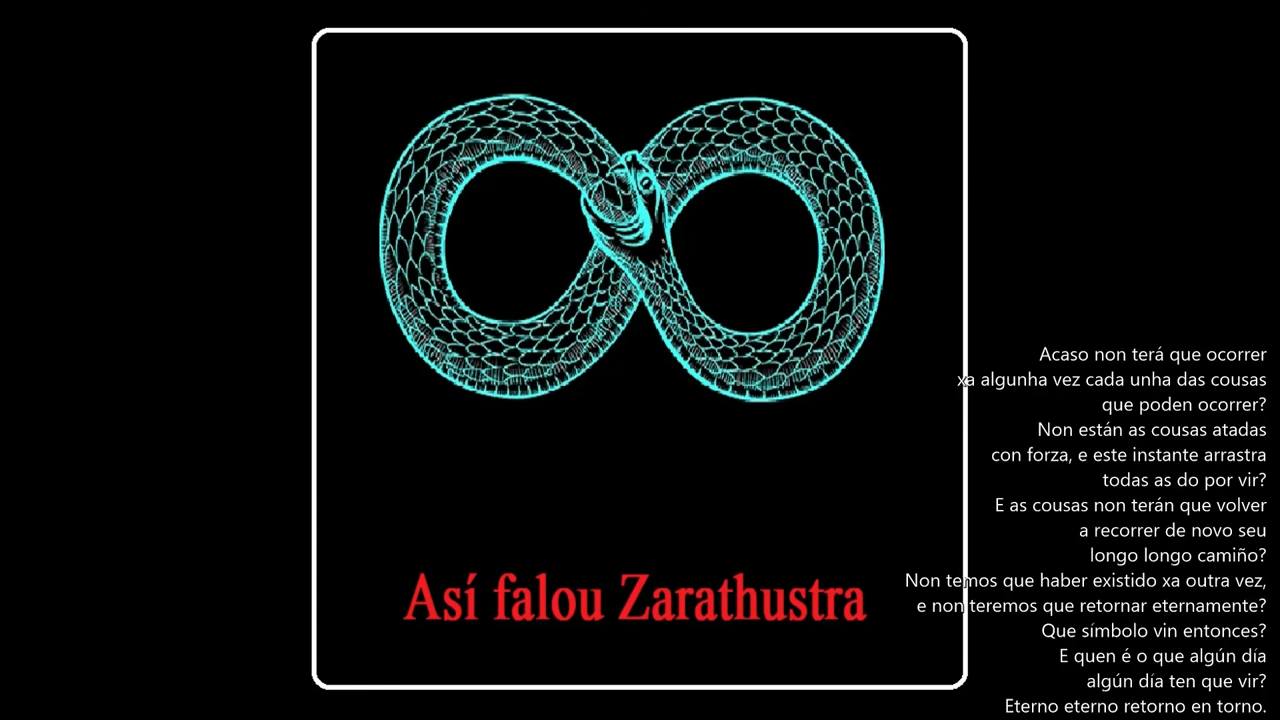 Así falou Zarathustra
Acaso non terá que ocorrer
xa algunha vez cada unha das cousas
que poden ocorrer?
Non están as cousas atadas
con forza, e este instante arrastra
todas as do por vir?
E as cousas non terán que volver
a recorrer de novo seu
longo longo camiño?
Non temos que haber existido xa outra vez,
e non teremos que retornar eternamente?
Que símbolo vin entonces?
E quen é o que algún día
algún día ten que vir?
Eterno eterno retorno en torno.